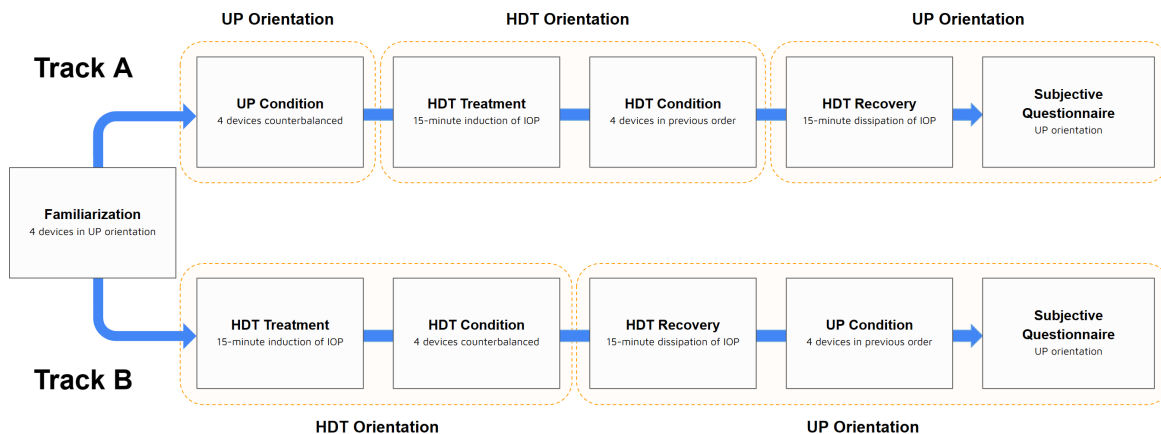 UP Orientation
HDT Orientation
UP Orientation
Track A
UP Condition
4 devices counterbalanced
HDT Treatment
15-minute induction of IOP
HDT Condition
4 devices in previous order
HDT Recovery
15-minute dissipation of IOP
Subjective
Questionnaire
UP orientation
Familiarization
4 devices in UP orientation
HDT Treatment
15-minute induction of IOP
HDT Condition
4 devices counterbalanced
HDT Recovery
15-minute dissipation of IOP
UP Condition
4 devices in previous order
Subjective
Questionnaire
UP orientation
Track B
HDT Orientation
UP Orientation